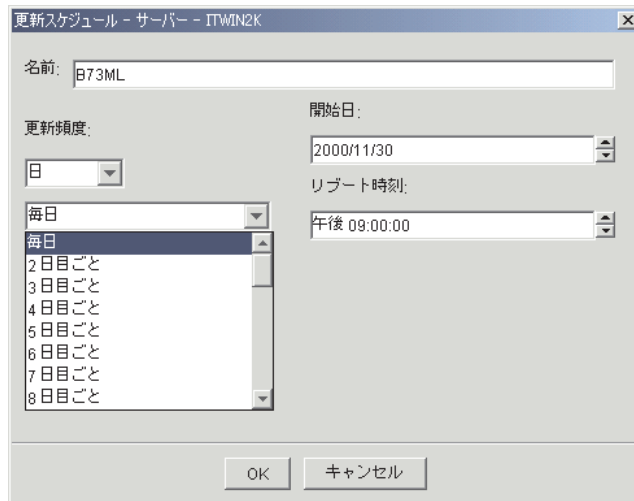 更新スケジュール - サーバー - ITWIN2K
名前: B73ML
更新頻度:
日
毎日
毎日
2日目ごと
3日目ごと
4日目ごと
5日目ごと
6日目ごと
7日目ごと
8日目ごと
開始日:
2000/11/30
リブート時刻:
午後 09:00:00
OK
キャンセル